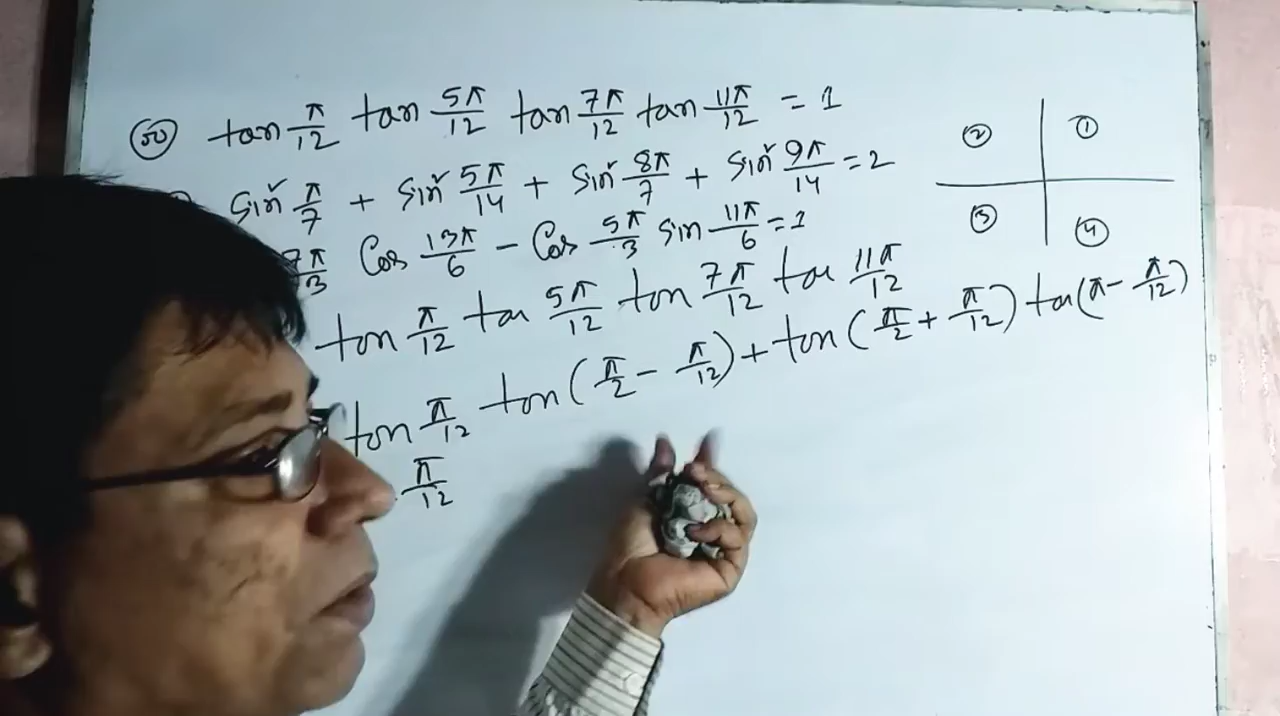 (50) tan π/12 tan 5π/12 tan 7π/12 tan 11π/12 = 1
sin² π/7 + sin² 5π/14 + sin² 8π/7 + sin² 9π/14 = 2
7π/3 Cos 13π/6 - Cos 5π/3 sin 11π/6 = 1
tan π/12 tan 5π/12 tan 7π/12 tan 11π/12
tan π/12 tan (π/2 - π/12) + tan (π/2 + π/12) tan (π - π/12)
π/12
② ①
③ ④